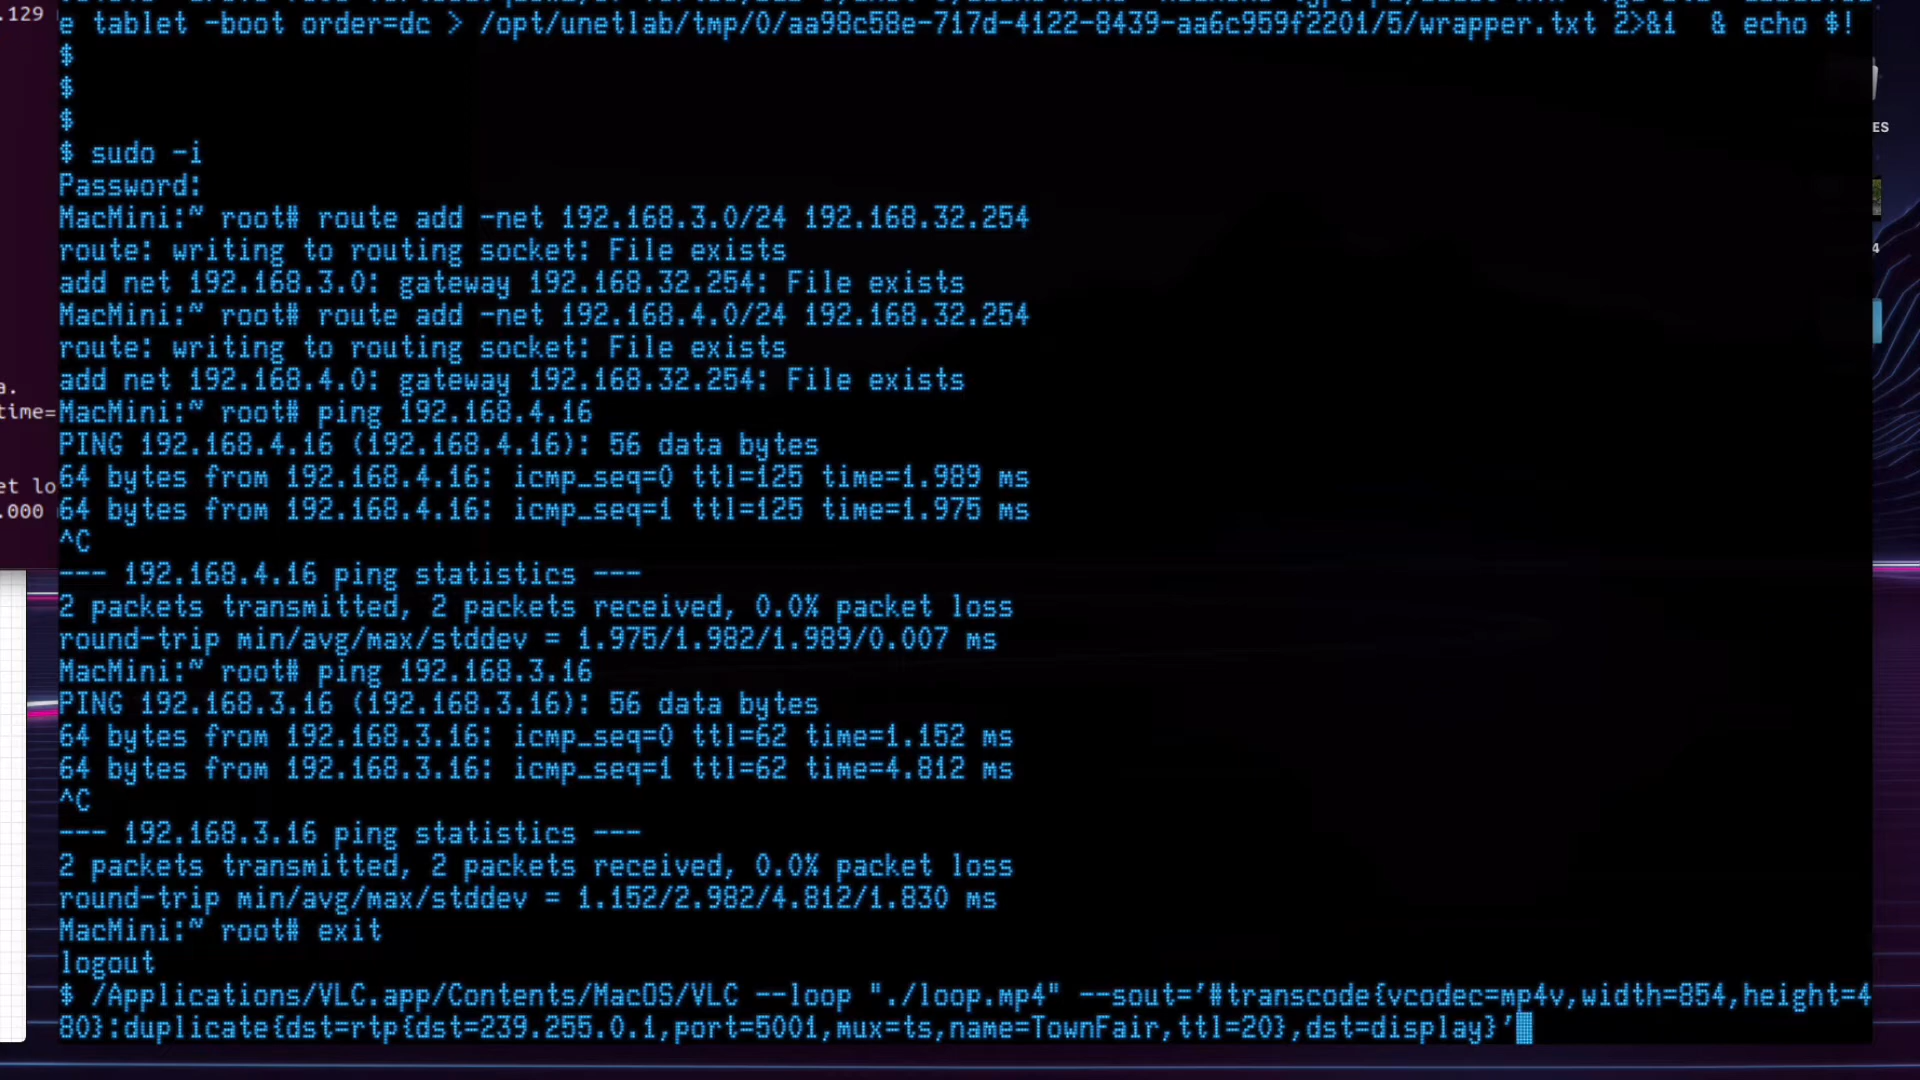 .129
e tablet -boot order=dc > /opt/unetlab/tmp/0/aa98c58e-717d-4122-8439-aa6c959f2201/5/wrapper.txt 2>&1  & echo $!
$
$
$
$ sudo -i
Password:
MacMini:~ root# route add -net 192.168.3.0/24 192.168.32.254
route: writing to routing socket: File exists
add net 192.168.3.0: gateway 192.168.32.254: File exists
MacMini:~ root# route add -net 192.168.4.0/24 192.168.32.254
route: writing to routing socket: File exists
add net 192.168.4.0: gateway 192.168.32.254: File exists
MacMini:~ root# ping 192.168.4.16
PING 192.168.4.16 (192.168.4.16): 56 data bytes
64 bytes from 192.168.4.16: icmp_seq=0 ttl=125 time=1.989 ms
64 bytes from 192.168.4.16: icmp_seq=1 ttl=125 time=1.975 ms
^C
--- 192.168.4.16 ping statistics ---
2 packets transmitted, 2 packets received, 0.0% packet loss
round-trip min/avg/max/stddev = 1.975/1.982/1.989/0.007 ms
MacMini:~ root# ping 192.168.3.16
PING 192.168.3.16 (192.168.3.16): 56 data bytes
64 bytes from 192.168.3.16: icmp_seq=0 ttl=62 time=1.152 ms
64 bytes from 192.168.3.16: icmp_seq=1 ttl=62 time=4.812 ms
^C
--- 192.168.3.16 ping statistics ---
2 packets transmitted, 2 packets received, 0.0% packet loss
round-trip min/avg/max/stddev = 1.152/2.982/4.812/1.830 ms
MacMini:~ root# exit
logout
$ /Applications/VLC.app/Contents/MacOS/VLC --loop "./loop.mp4" --sout='#transcode{vcodec=mp4v,width=854,height=4
80}:duplicate{dst=rtp{dst=239.255.0.1,port=5001,mux=ts,name=TownFair,ttl=20},dst=display}'
a.
time=
et lo
.000
ES
4